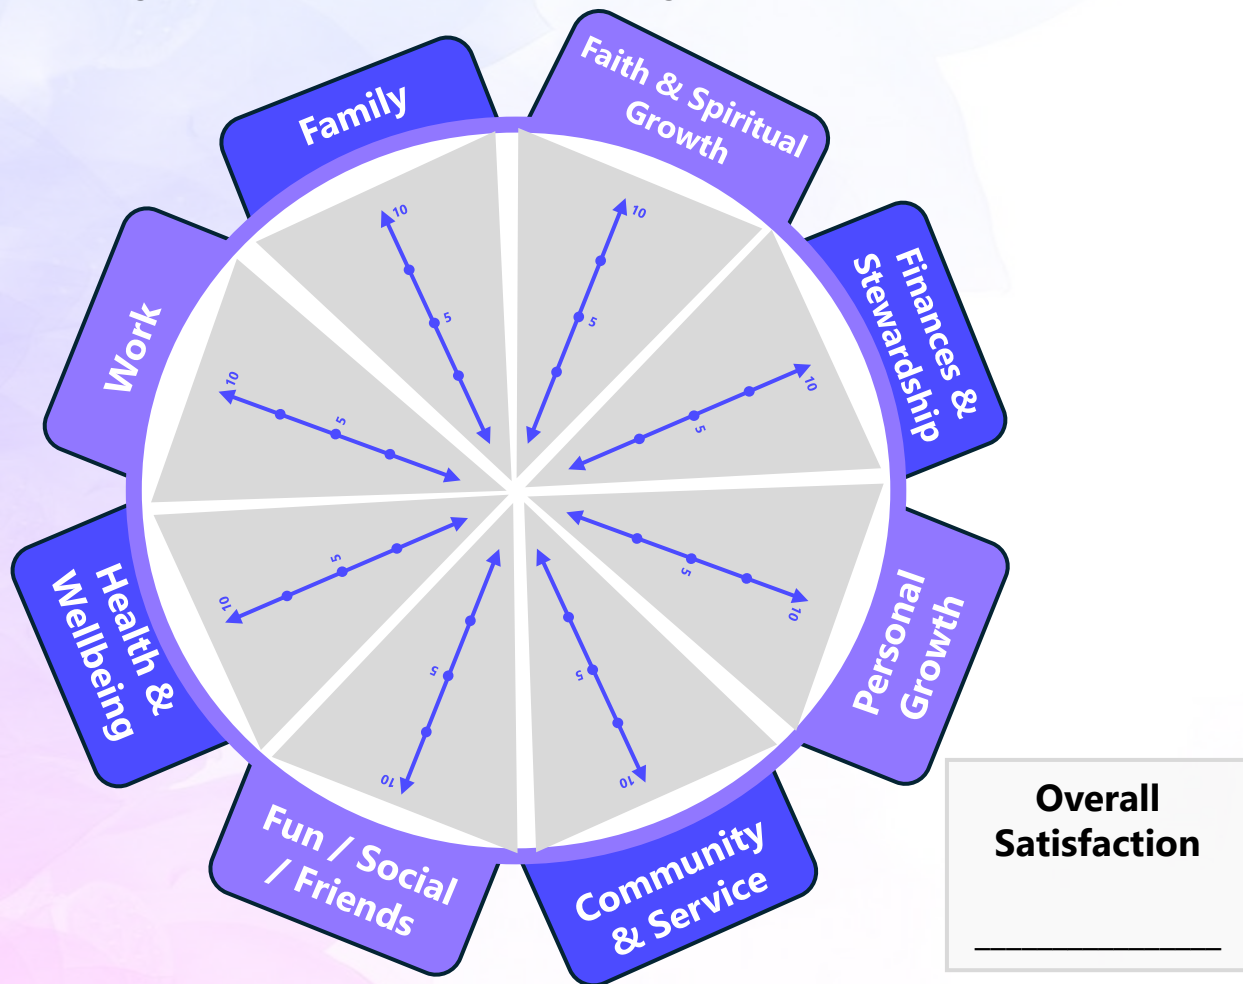 Faith & Spiritual
Growth
Family
10
10
Finances &
Stewardship
5
5
10
5
Work
10
5
Personal
Growth
5
10
Health &
Wellbeing
5
10
Fun / Social
/ Friends
5
10
Community
& Service
5
10
Overall
Satisfaction
________________